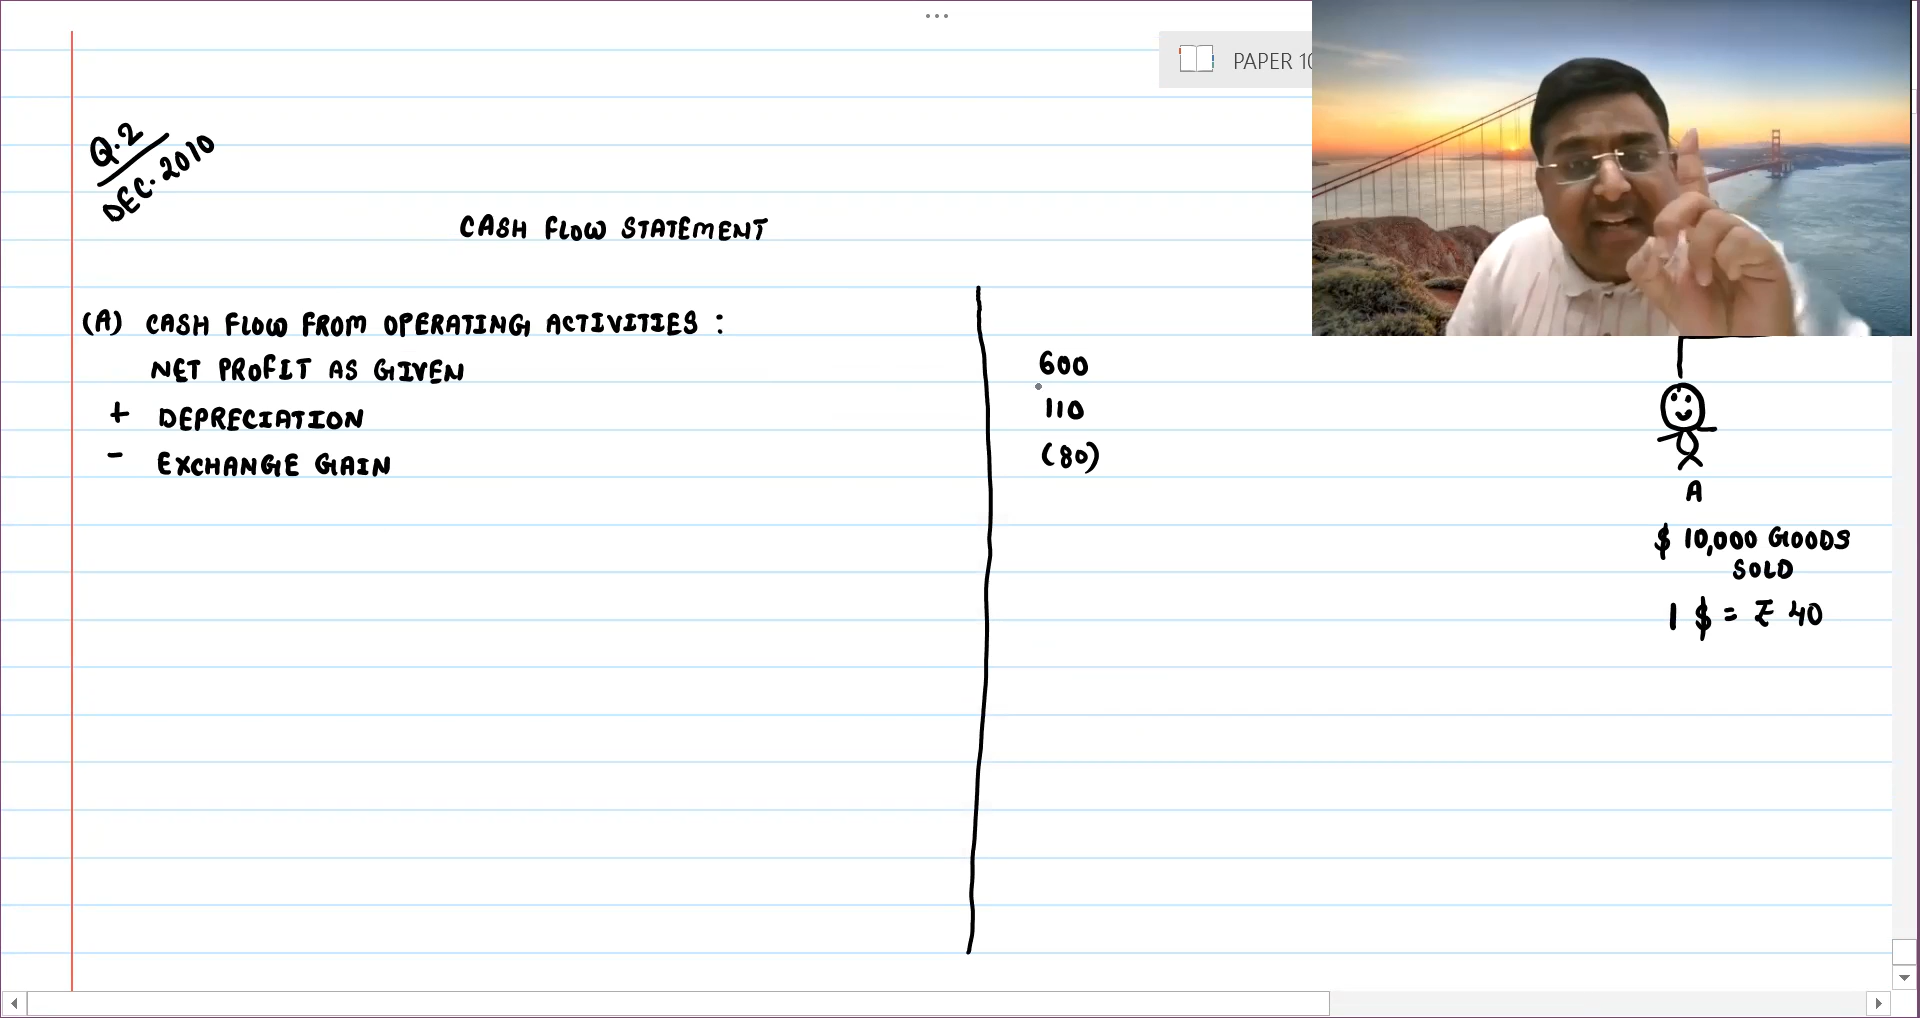 PAPER 10
Q.2
DEC. 2010
CASH FLOW STATEMENT
(A) CASH FLOW FROM OPERATING ACTIVITIES :
NET PROFIT AS GIVEN 600
+ DEPRECIATION 110
- EXCHANGE GAIN (80)
A
$ 10,000 GOODS
SOLD
1 $ = ₹ 40